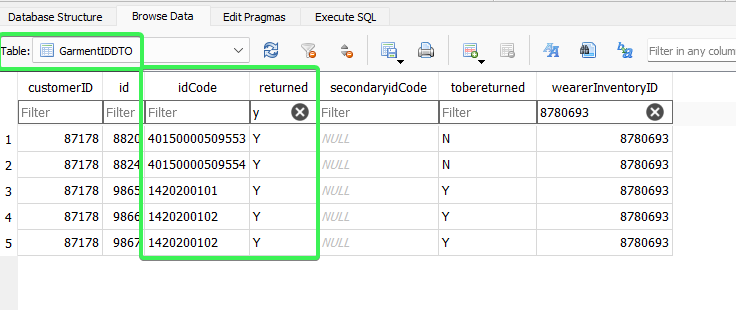 Database Structure Browse Data Edit Pragmas Execute SQL
Table: GarmentIDDTO Filter in any colum
customerID id idCode returned secondaryidCode tobereturned wearerInventoryID
Filter Filter Filter y Filter Filter 8780693
1 87178 8820 40150000509553 Y NULL N 8780693
2 87178 8824 40150000509554 Y NULL N 8780693
3 87178 9865 1420200101 Y NULL Y 8780693
4 87178 9866 1420200102 Y NULL Y 8780693
5 87178 9867 1420200102 Y NULL Y 8780693